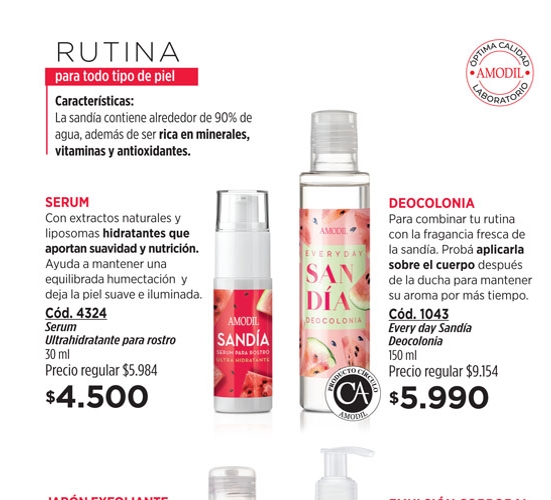 RUTINA
para todo tipo de piel
Características:
La sandía contiene alrededor de 90% de
agua, además de ser rica en minerales,
vitaminas y antioxidantes.
ÓPTIMA CALIDAD
AMODIL
LABORATORIO
SERUM
Con extractos naturales y
liposomas hidratantes que
aportan suavidad y nutrición.
Ayuda a mantener una
equilibrada humectación y
deja la piel suave e iluminada.
Cód. 4324
Serum
Ultrahidratante para rostro
30 ml
Precio regular $5.984
$4.500
AMODIL
SANDÍA
SERUM PARA ROSTRO
ULTRA HIDRATANTE
AMODIL
EVERYDAY
SAN
DÍA
DEOCOLONIA
PRODUCTO CÍRCULO
CA
AMODIL
DEOCOLONIA
Para combinar tu rutina
con la fragancia fresca de
la sandía. Probá aplicarla
sobre el cuerpo después
de la ducha para mantener
su aroma por más tiempo.
Cód. 1043
Every day Sandía
Deocolonia
150 ml
Precio regular $9.154
$5.990
JABÓN EXFOLIANTE